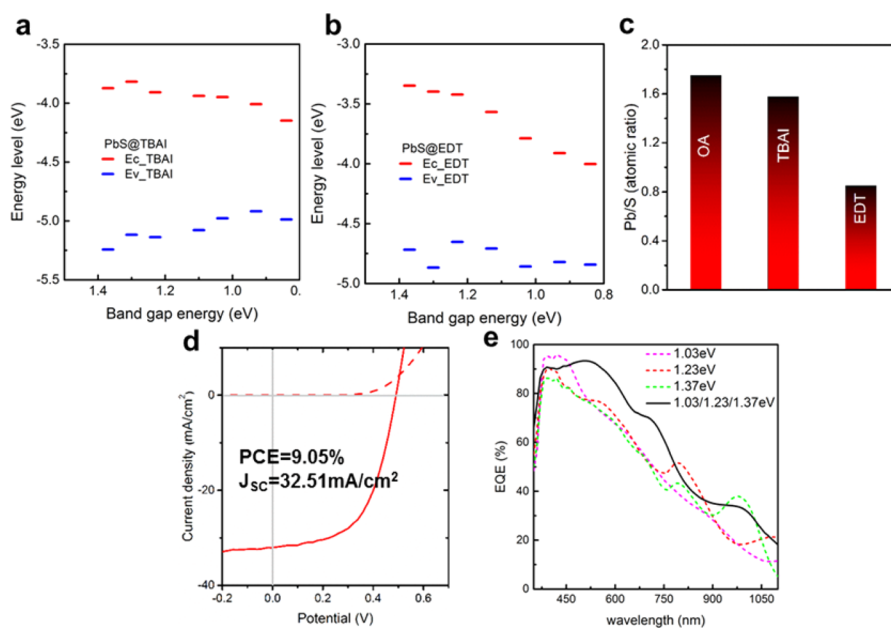 a
-3.5
-4.0
-4.5
-5.0
-5.5
Energy level (eV)
PbS@TBAI
Ec_TBAI
Ev_TBAI
1.4
1.2
1.0
0.
Band gap energy (eV)
b
-3.0
-3.5
-4.0
-4.5
-5.0
Energy level (eV)
PbS@EDT
Ec_EDT
Ev_EDT
1.4
1.2
1.0
0.8
Band gap energy (eV)
c
2.0
1.6
1.2
0.8
0.4
0.0
Pb/S (atomic ratio)
OA
TBAI
EDT
d
10
0
-20
-40
Current density (mA/cm²)
PCE=9.05%
JSC=32.51mA/cm²
-0.2
0.0
0.2
0.4
0.6
Potential (V)
e
100
80
60
40
20
0
EQE (%)
1.03eV
1.23eV
1.37eV
1.03/1.23/1.37eV
450
600
750
900
1050
wavelength (nm)